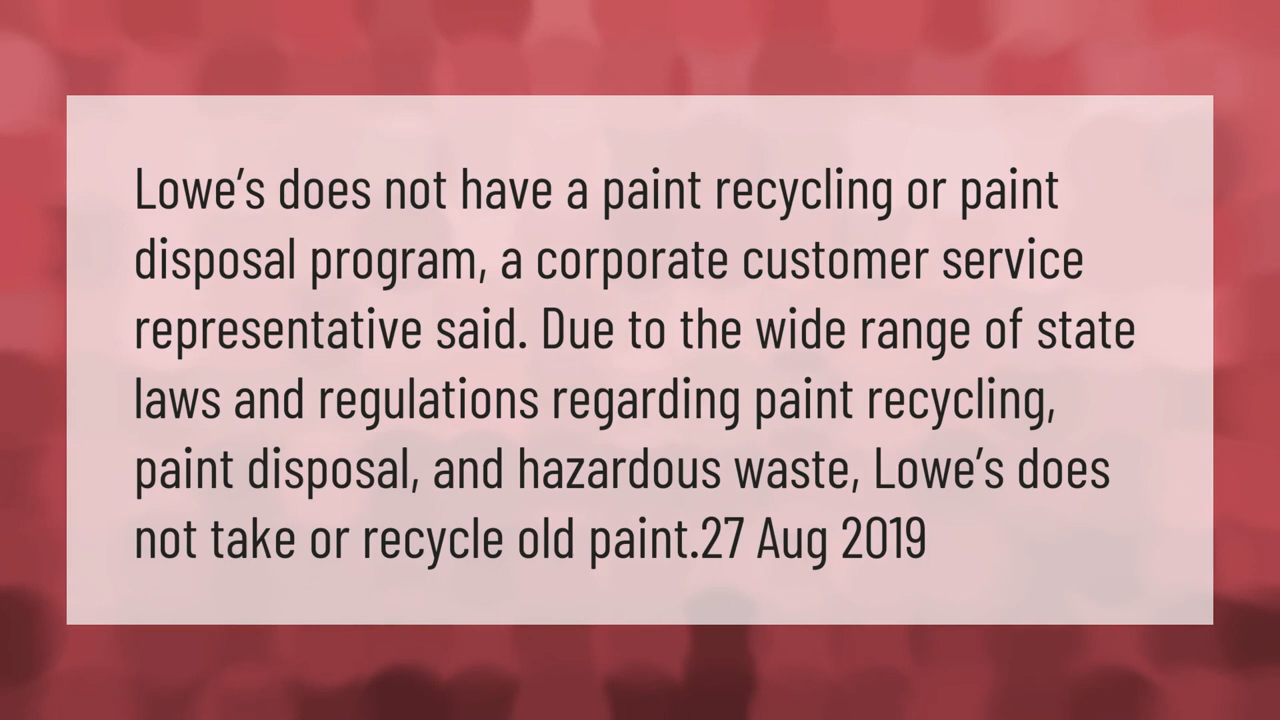 Lowe’s does not have a paint recycling or paint
disposal program, a corporate customer service
representative said. Due to the wide range of state
laws and regulations regarding paint recycling,
paint disposal, and hazardous waste, Lowe’s does
not take or recycle old paint.27 Aug 2019